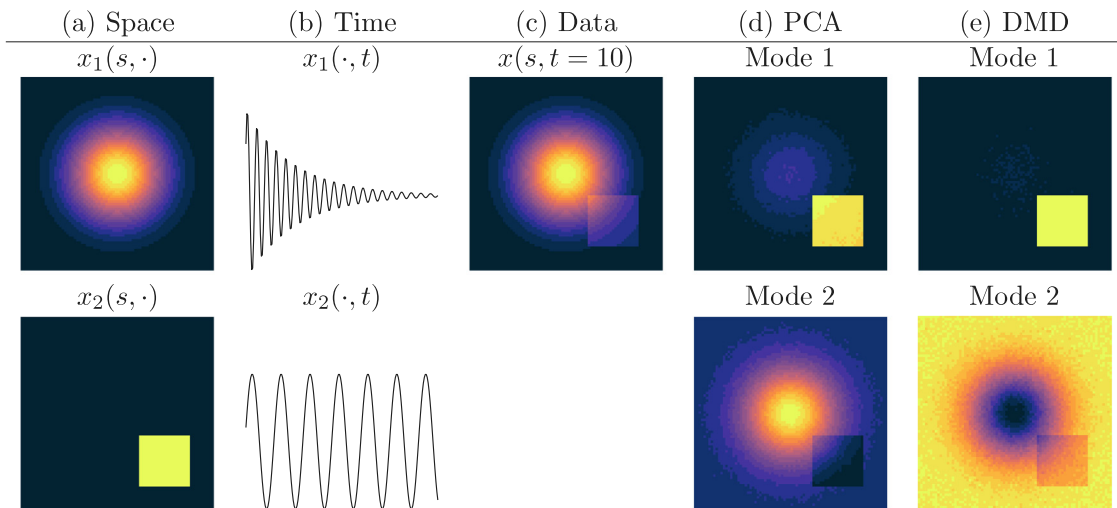 (a) Space (b) Time (c) Data (d) PCA (e) DMD
x₁(s, ·) x₁(·, t) x(s, t = 10) Mode 1 Mode 1
x₂(s, ·) x₂(·, t) Mode 2 Mode 2